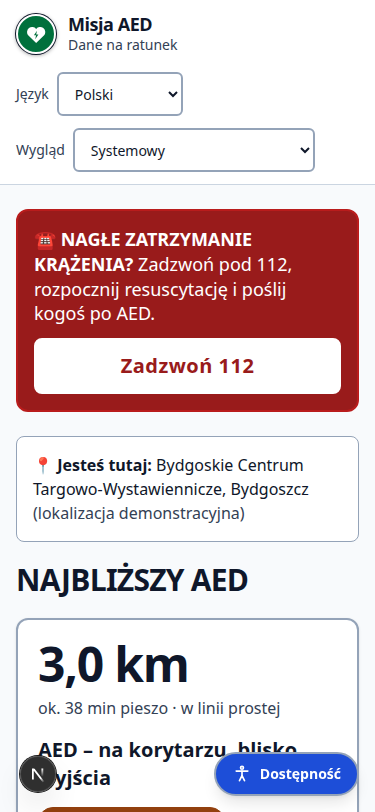 Misja AED
Dane na ratunek
Język Polski
Wygląd Systemowy
NAGŁE ZATRZYMANIE
KRĄŻENIA? Zadzwoń pod 112,
rozpocznij resuscytację i poślij
kogoś po AED.
Zadzwoń 112
Jesteś tutaj: Bydgoskie Centrum
Targowo-Wystawiennicze, Bydgoszcz
(lokalizacja demonstracyjna)
NAJBLIŻSZY AED
3,0 km
ok. 38 min pieszo · w linii prostej
AED – na korytarzu, blisko
yjścia
N
Dostępność